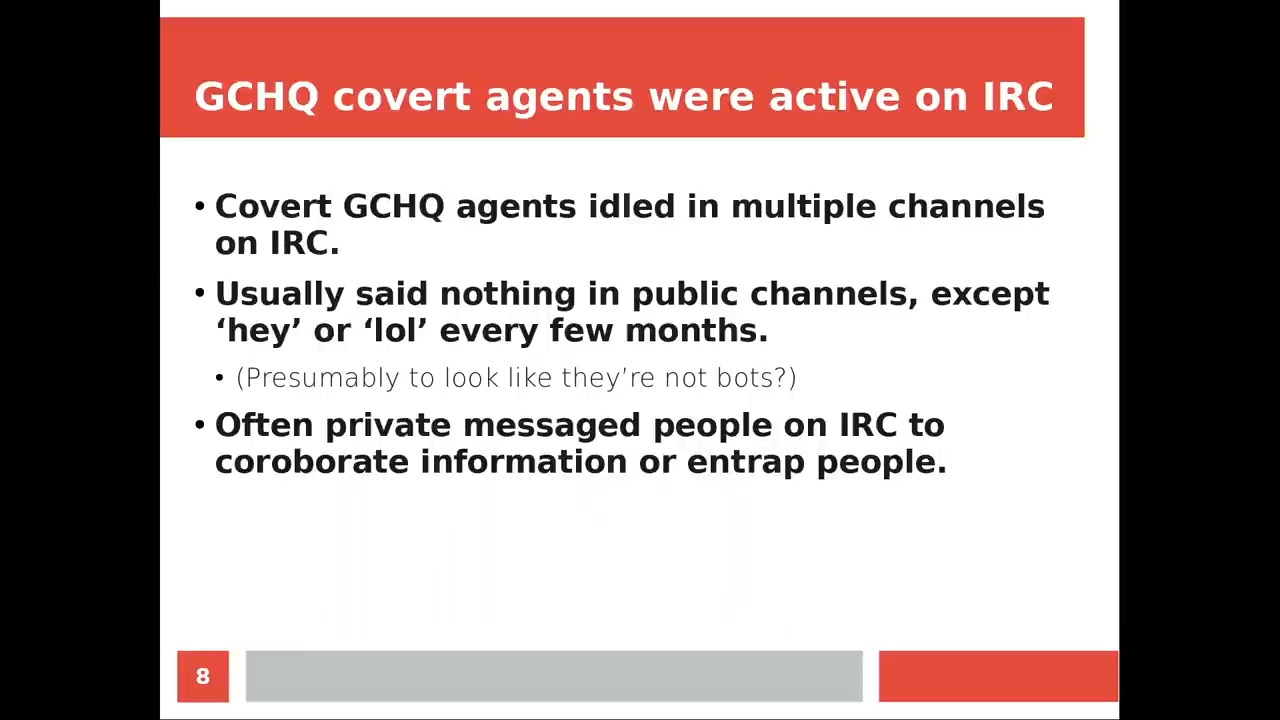 GCHQ covert agents were active on IRC
• Covert GCHQ agents idled in multiple channels
on IRC.
• Usually said nothing in public channels, except
‘hey’ or ‘lol’ every few months.
• (Presumably to look like they’re not bots?)
• Often private messaged people on IRC to
coroborate information or entrap people.
8